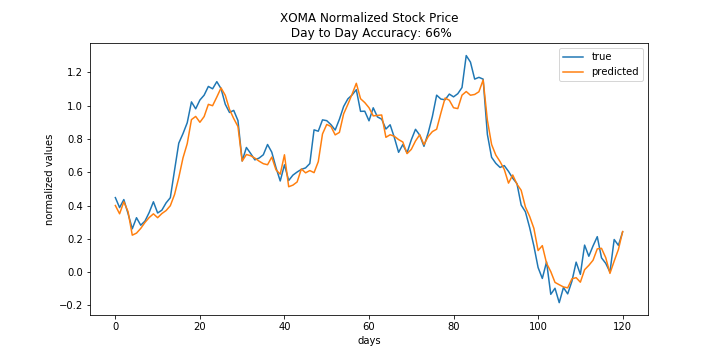 XOMA Normalized Stock Price
Day to Day Accuracy: 66%
true
predicted
normalized values
1.2
1.0
0.8
0.6
0.4
0.2
0.0
−0.2
0
20
40
60
80
100
120
days